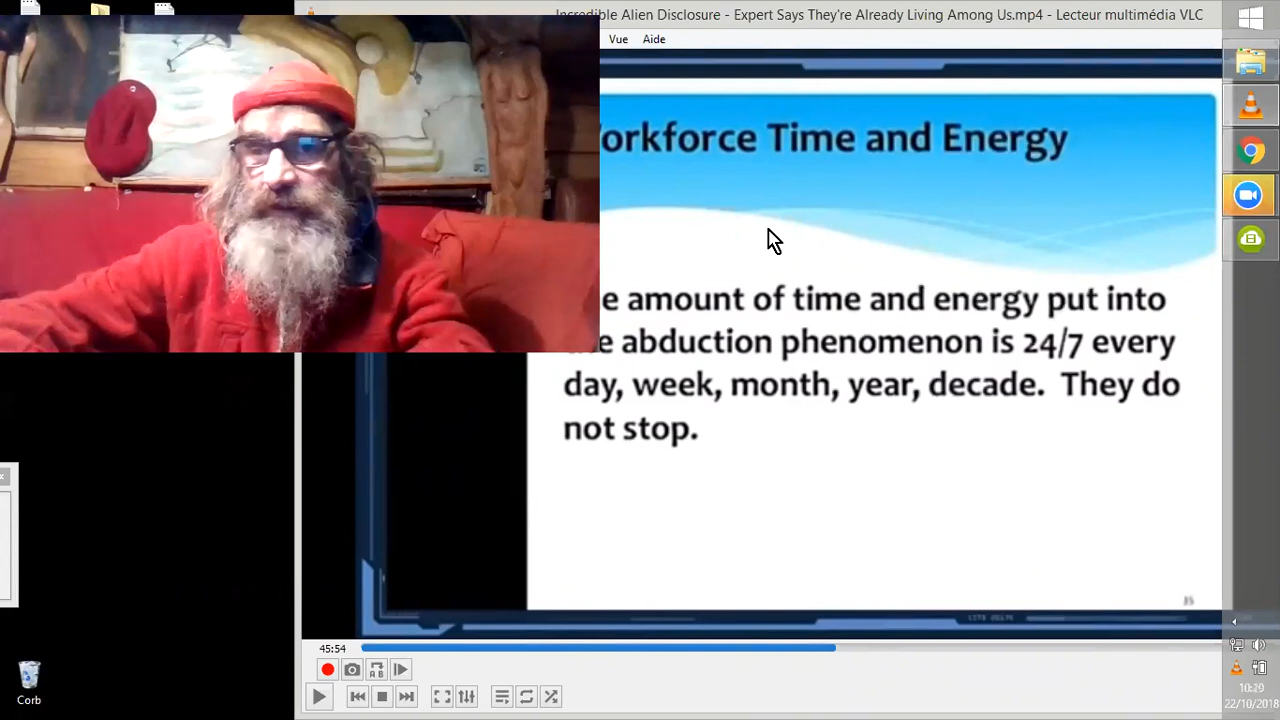 Incredible Alien Disclosure - Expert Says They're Already Living Among Us.mp4 - Lecteur multimédia VLC
Vue Aide
orkforce Time and Energy
e amount of time and energy put into
e abduction phenomenon is 24/7 every
day, week, month, year, decade. They do
not stop.
35
45:54
Corb
10:29
22/10/2018